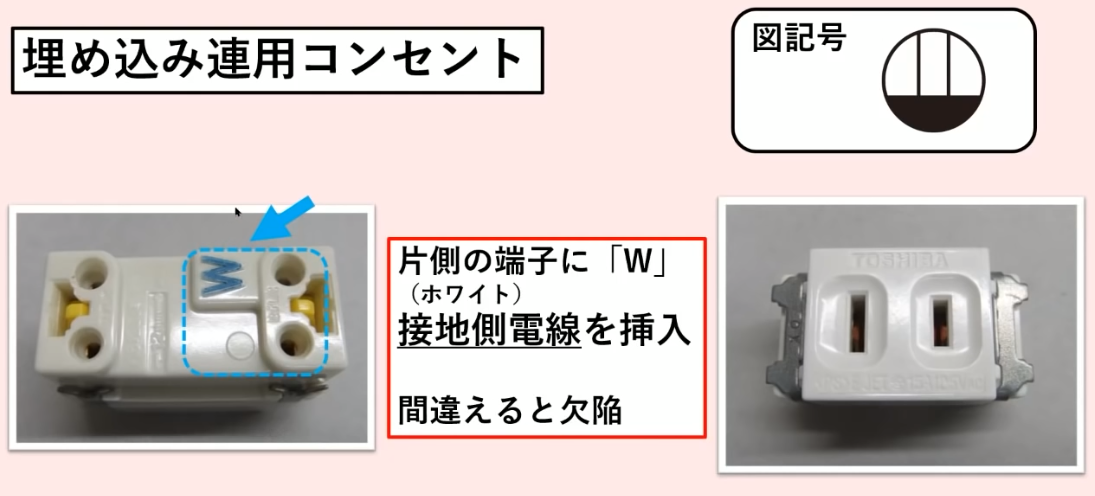 埋め込み連用コンセント
図記号
W
片側の端子に「W」
（ホワイト）
接地側電線を挿入
間違えると欠陥
TOSHIBA